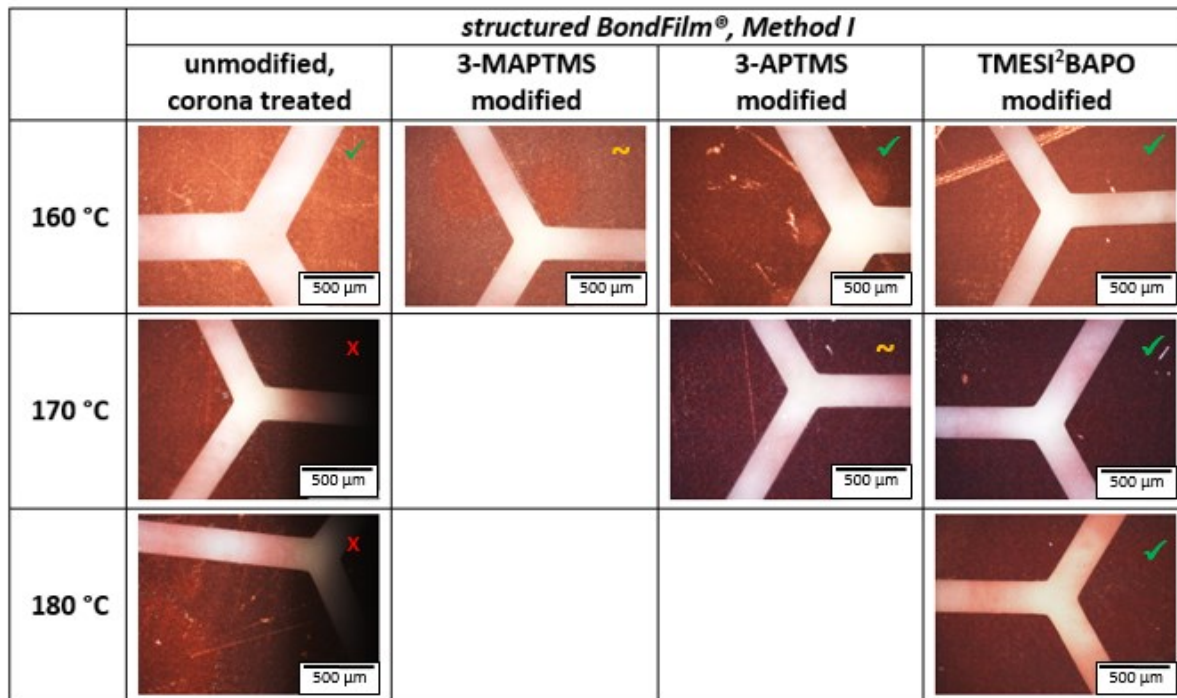 structured BondFilm®, Method I
unmodified,
corona treated
3-MAPTMS
modified
3-APTMS
modified
TMESI²BAPO
modified
160 °C
✓
~
✓
✓
500 µm
500 µm
500 µm
500 µm
170 °C
X
~
✓
500 µm
500 µm
500 µm
180 °C
X
✓
500 µm
500 µm